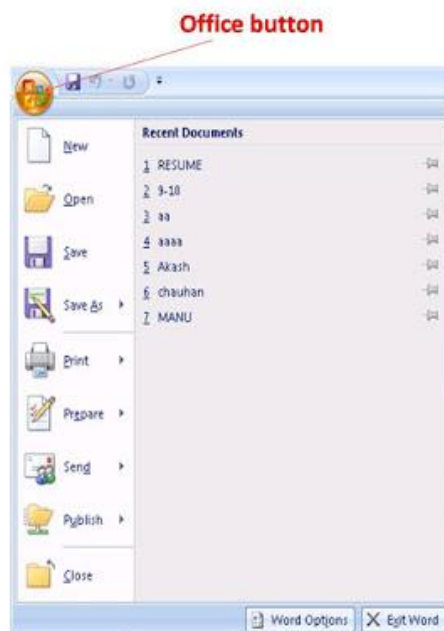 Office button
New
Open
Save
Save As
Print
Prepare
Send
Publish
Close
Recent Documents
1 RESUME
2 9-10
3 aa
4 aaaa
5 Akash
6 chauhan
7 MANU
Word Options
Exit Word